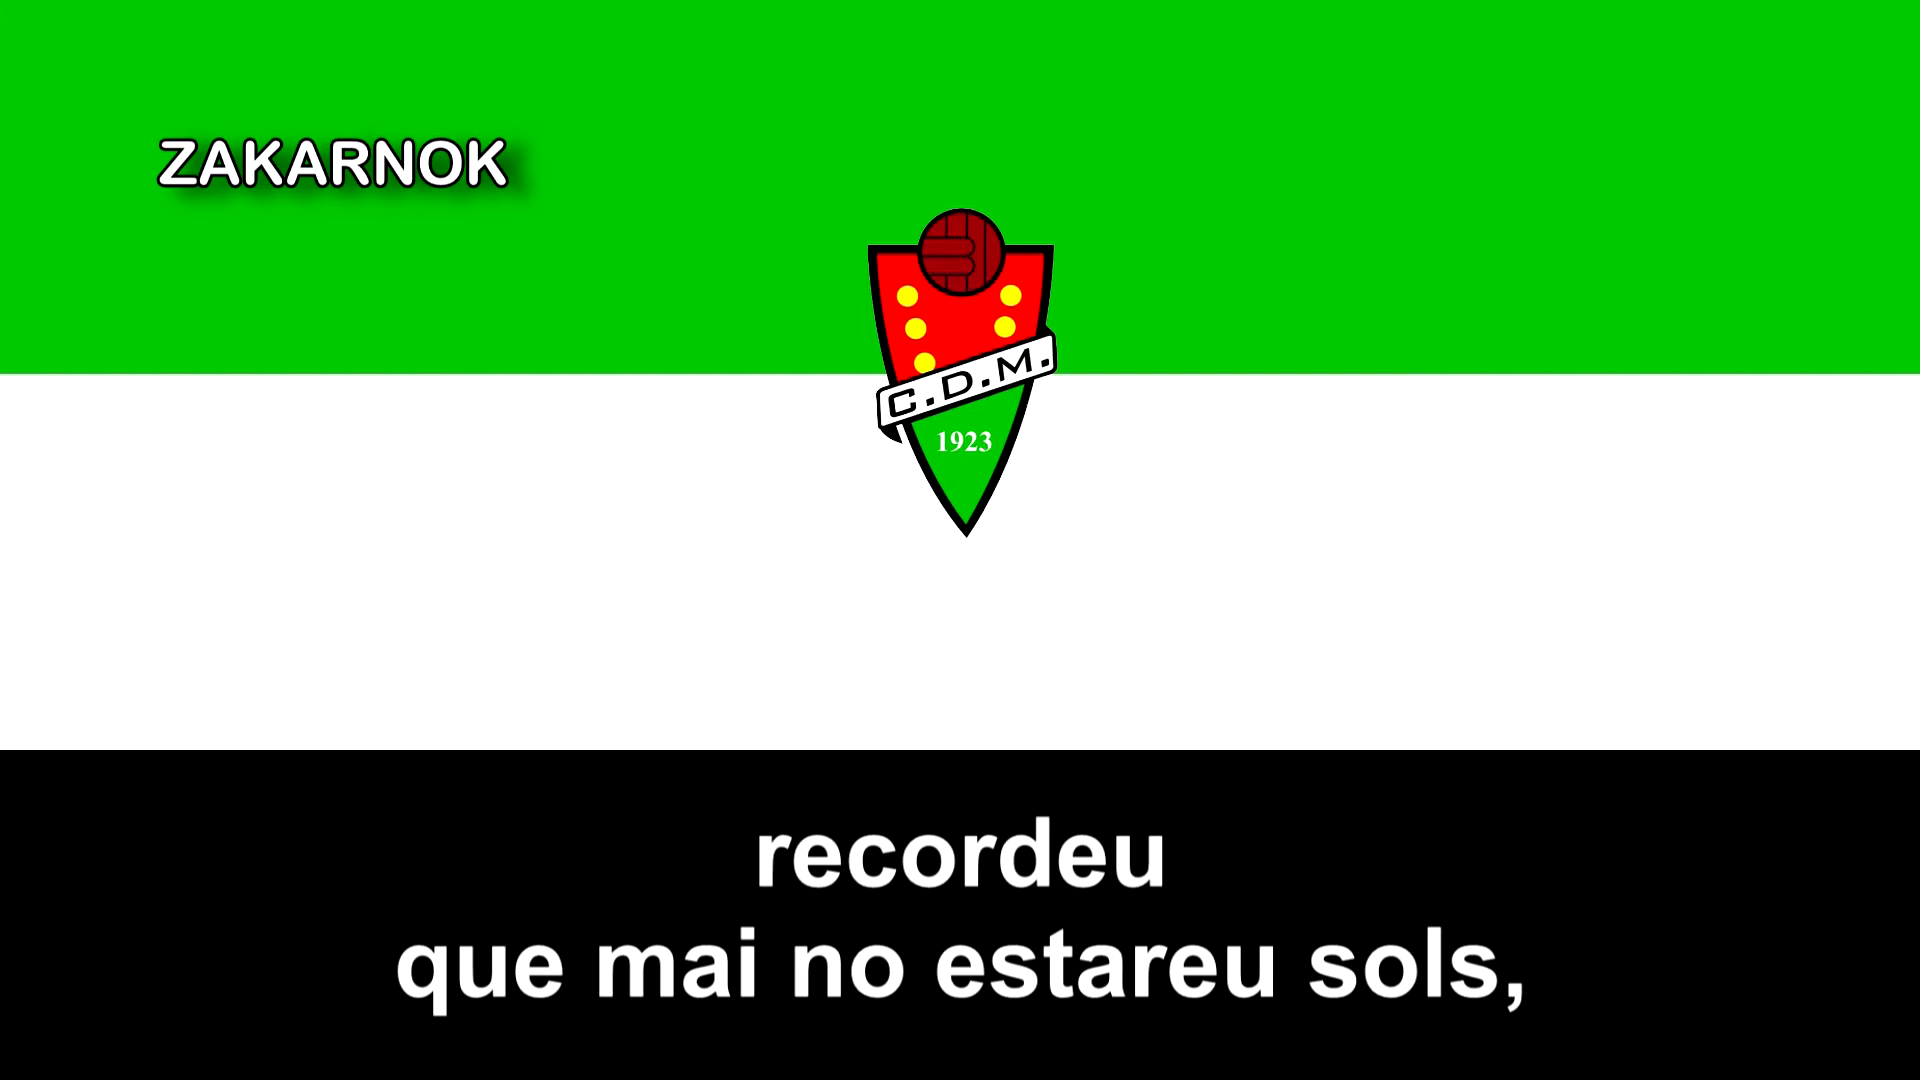 ZAKARNOK
C.D.M.
1923
recordeu
que mai no estareu sols,